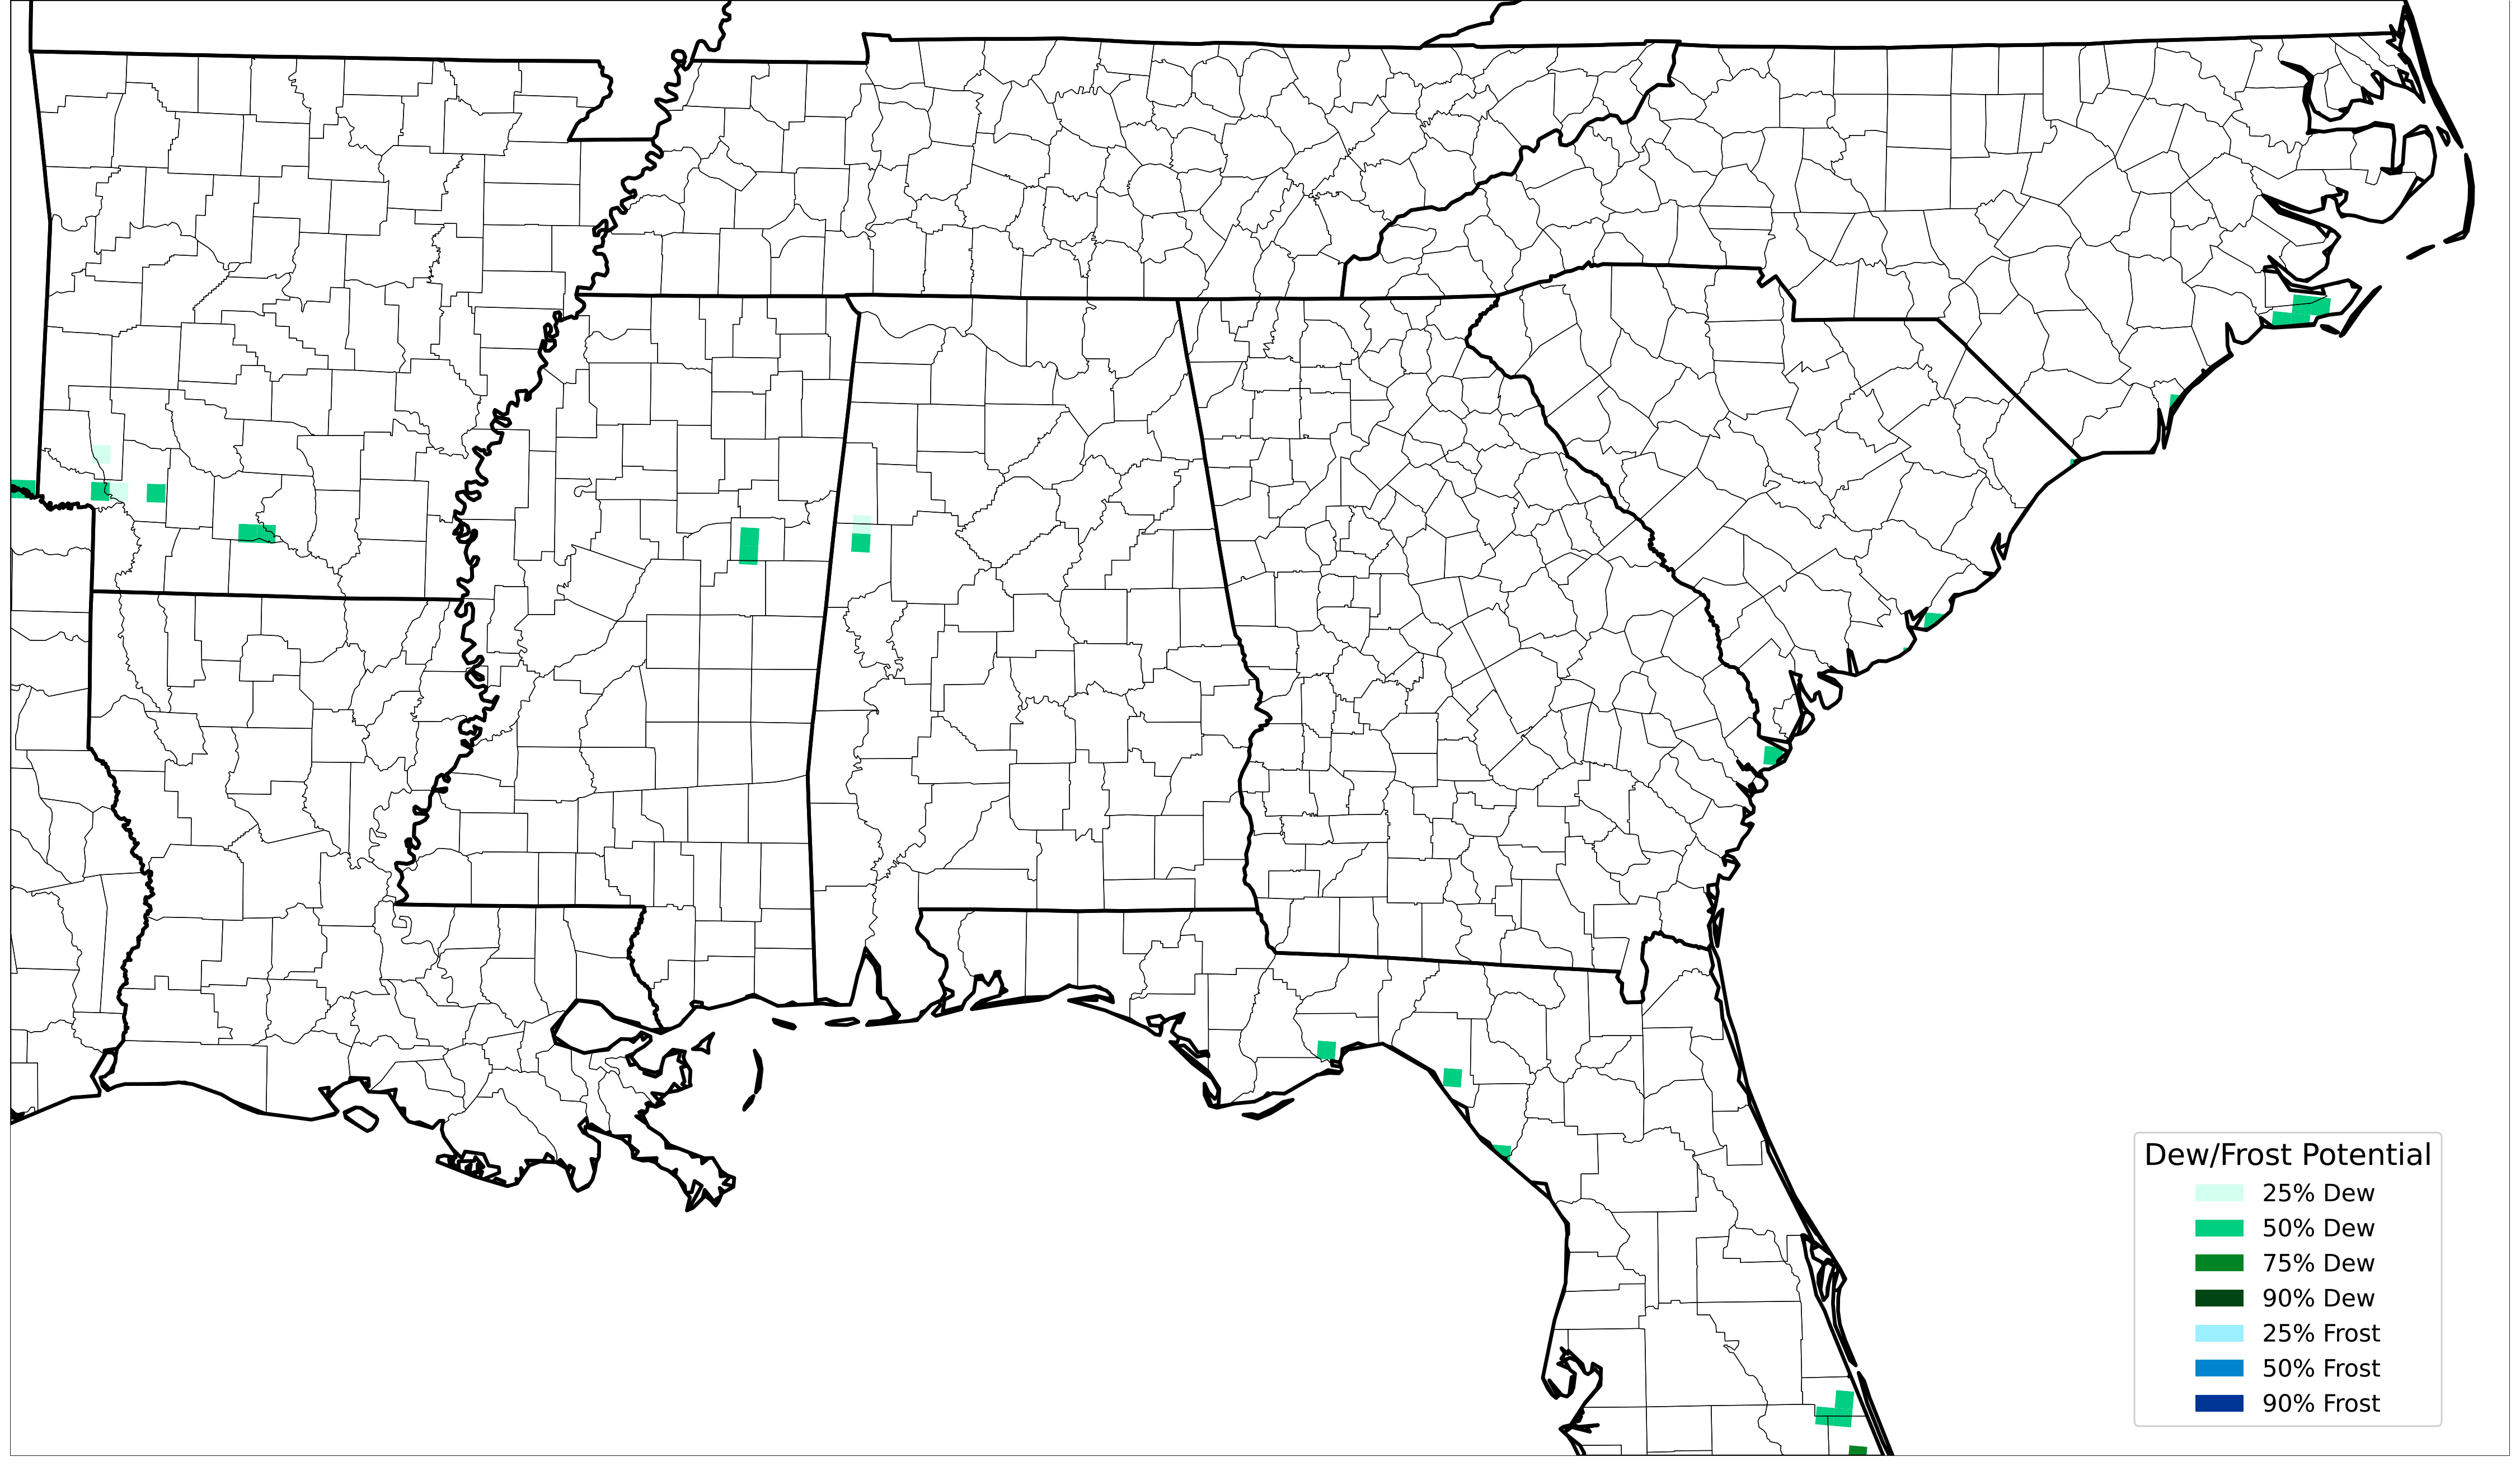 Dew/Frost Potential
25% Dew
50% Dew
75% Dew
90% Dew
25% Frost
50% Frost
90% Frost